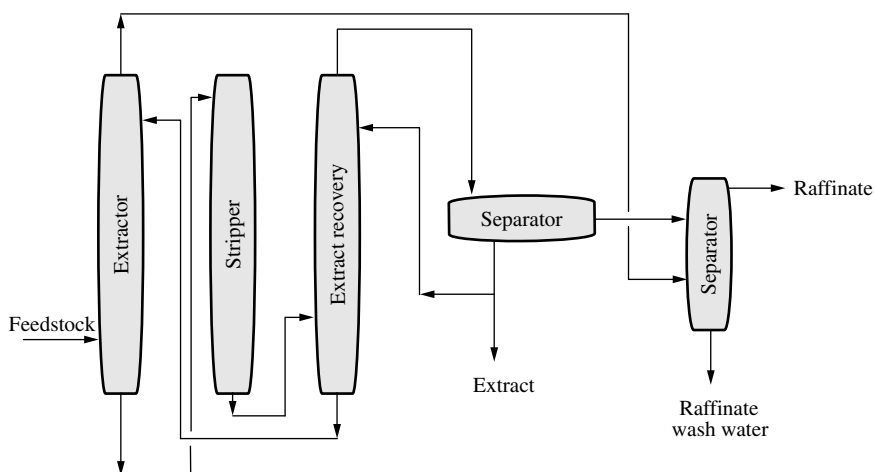 Extractor
Stripper
Extract recovery
Separator
Separator
Raffinate
Feedstock
Extract
Raffinate
wash water